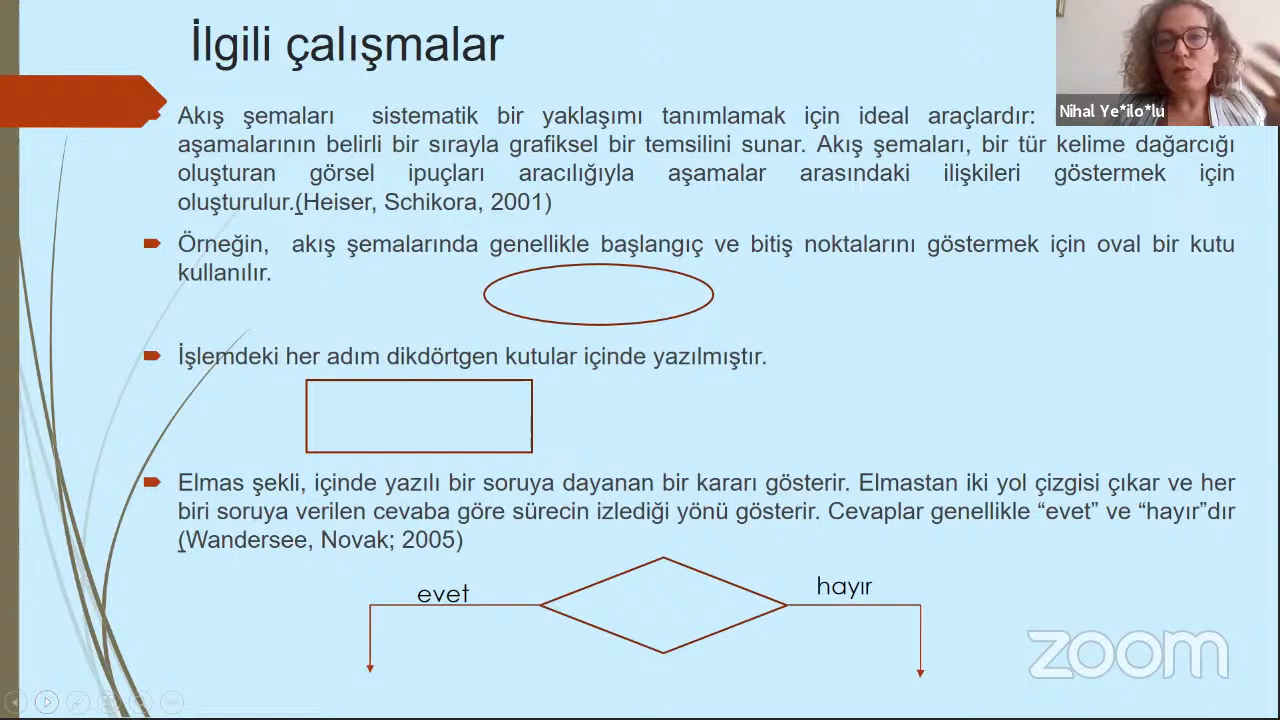 İlgili çalışmalar
Nihal Ye*ilo*lu
Akış şemaları sistematik bir yaklaşımı tanımlamak için ideal araçlardır:
aşamalarının belirli bir sırayla grafiksel bir temsilini sunar. Akış şemaları, bir tür kelime dağarcığı
oluşturan görsel ipuçları aracılığıyla aşamalar arasındaki ilişkileri göstermek için
oluşturulur.(Heiser, Schikora, 2001)
Örneğin, akış şemalarında genellikle başlangıç ve bitiş noktalarını göstermek için oval bir kutu
kullanılır.
İşlemdeki her adım dikdörtgen kutular içinde yazılmıştır.
Elmas şekli, içinde yazılı bir soruya dayanan bir kararı gösterir. Elmastan iki yol çizgisi çıkar ve her
biri soruya verilen cevaba göre sürecin izlediği yönü gösterir. Cevaplar genellikle “evet” ve “hayır”dır
(Wandersee, Novak; 2005)
evet
hayır
zoom